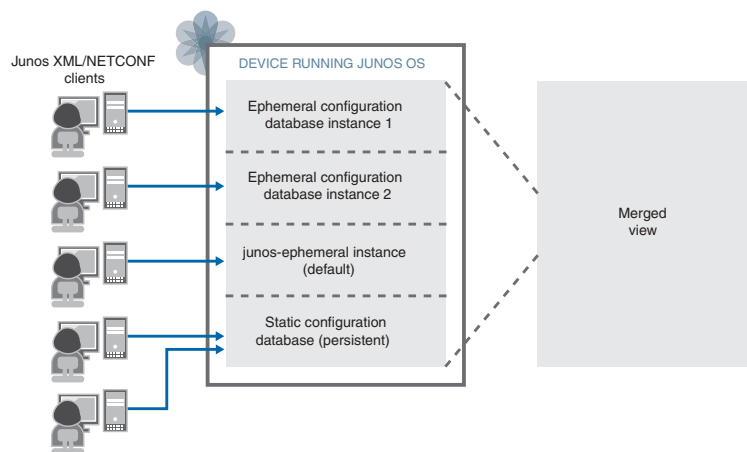 Junos XML/NETCONF
clients
DEVICE RUNNING JUNOS OS
Ephemeral configuration
database instance 1
Ephemeral configuration
database instance 2
junos-ephemeral instance
(default)
Static configuration
database (persistent)
Merged
view